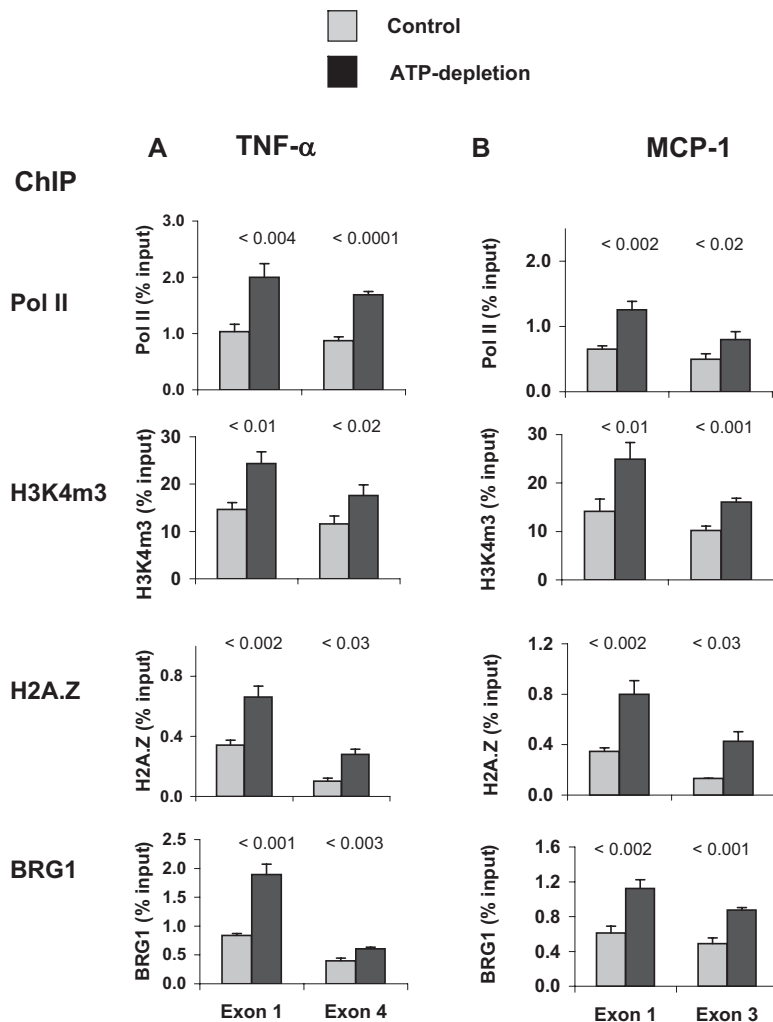 Control
ATP-depletion
A TNF-α B MCP-1
ChIP
Pol II
Pol II (% input)
3.0
2.0
1.0
0.0
< 0.004 < 0.0001
Pol II (% input)
2.0
1.0
0.0
< 0.002 < 0.02
H3K4m3
H3K4m3 (% input)
30
20
10
0
< 0.01 < 0.02
H3K4m3 (% input)
30
20
10
0
< 0.01 < 0.001
H2A.Z
H2A.Z (% input)
0.8
0.4
0.0
< 0.002 < 0.03
H2A.Z (% input)
1.2
0.8
0.4
0.0
< 0.002 < 0.03
BRG1
BRG1 (% input)
2.5
2.0
1.5
1.0
0.5
0.0
< 0.001 < 0.003
Exon 1 Exon 4
BRG1 (% input)
1.6
1.2
0.8
0.4
0.0
< 0.002 < 0.001
Exon 1 Exon 3